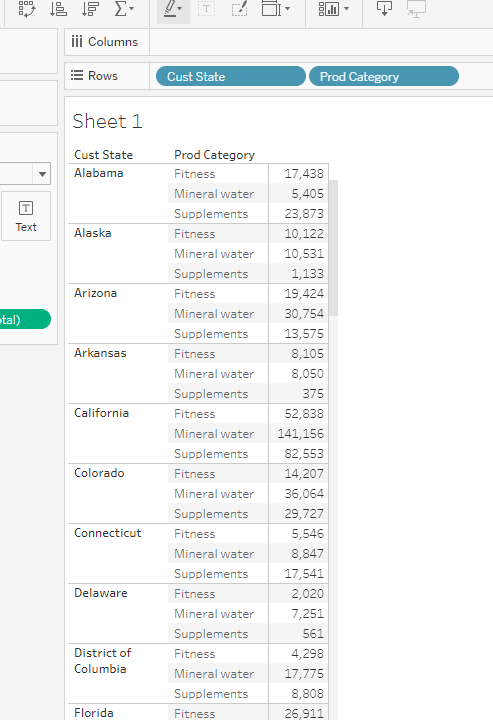 Columns
Rows
Cust State
Prod Category
Sheet 1
Cust State Prod Category
Alabama Fitness 17,438
Mineral water 5,405
Supplements 23,873
Alaska Fitness 10,122
Mineral water 10,531
Supplements 1,133
Arizona Fitness 19,424
Mineral water 30,754
Supplements 13,575
Arkansas Fitness 8,105
Mineral water 8,050
Supplements 375
California Fitness 52,838
Mineral water 141,156
Supplements 82,553
Colorado Fitness 14,207
Mineral water 36,064
Supplements 29,727
Connecticut Fitness 5,546
Mineral water 8,847
Supplements 17,541
Delaware Fitness 2,020
Mineral water 7,251
Supplements 561
District of Fitness 4,298
Columbia Mineral water 17,775
Supplements 8,808
Florida Fitness 26,911
T
T
Text
otal)